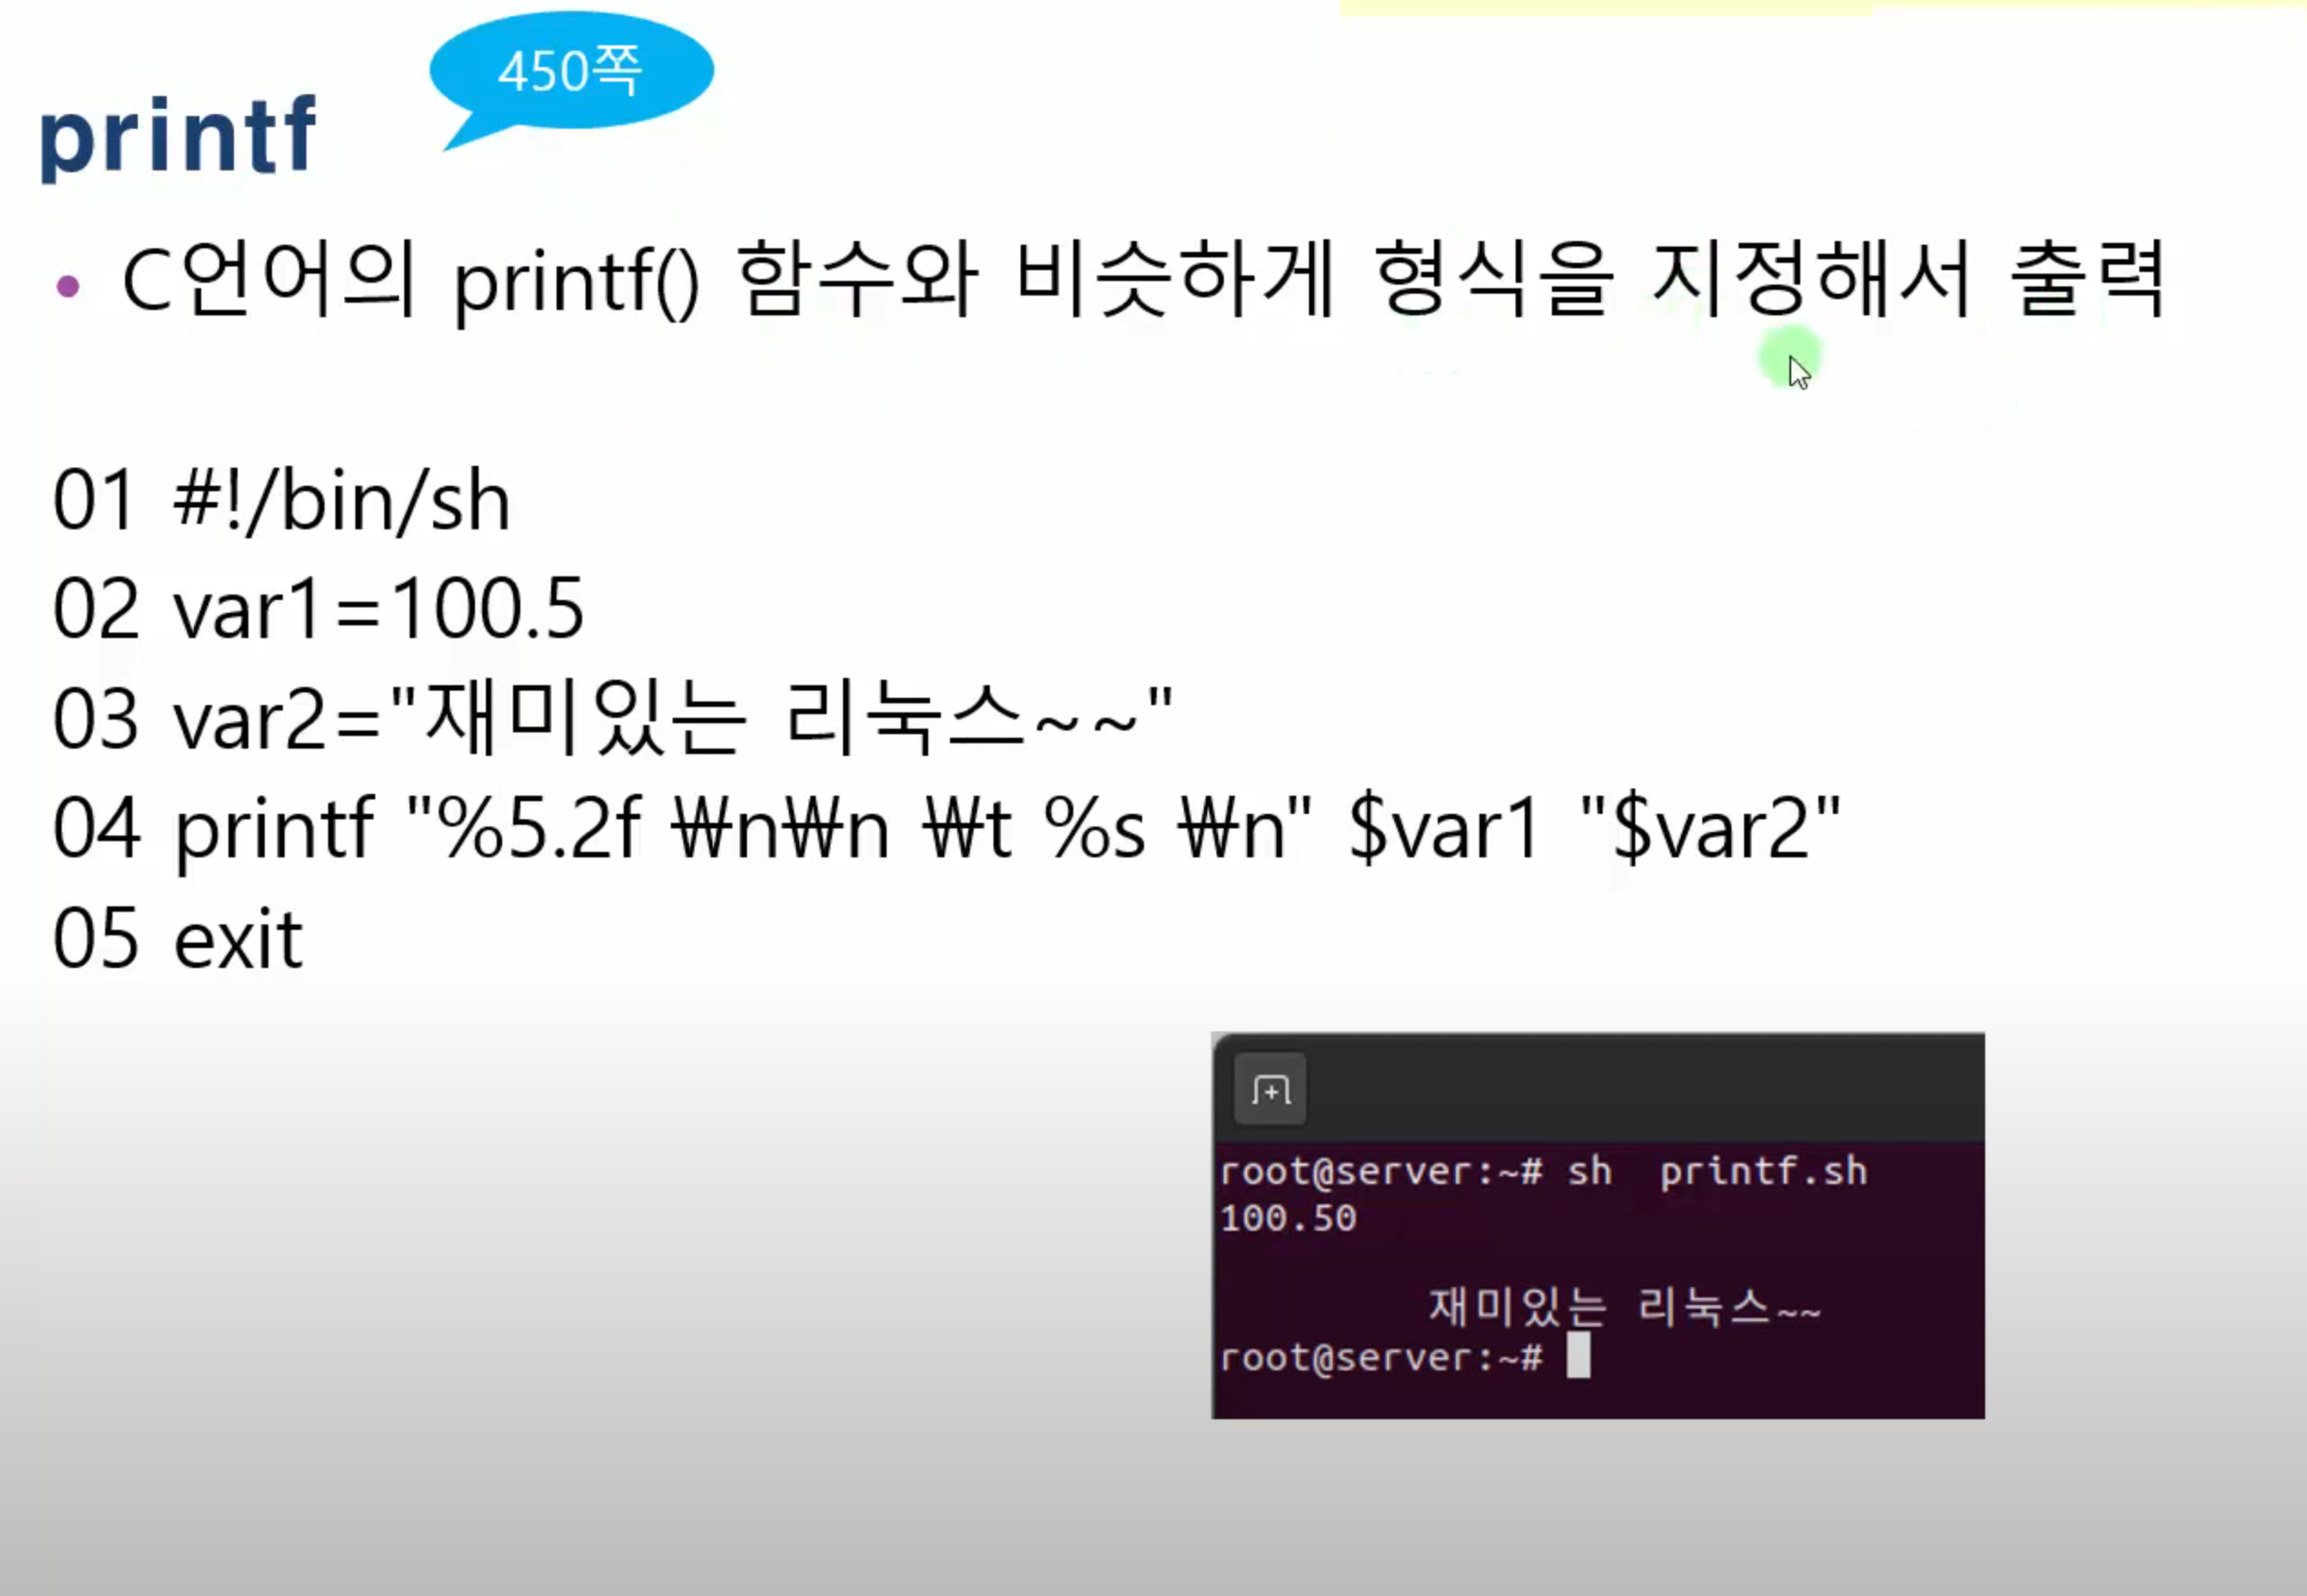 450쪽
printf
• C언어의 printf() 함수와 비슷하게 형식을 지정해서 출력
01 #!/bin/sh
02 var1=100.5
03 var2="재미있는 리눅스~~"
04 printf "%5.2f ₩n₩n ₩t %s ₩n" $var1 "$var2"
05 exit
root@server:~# sh  printf.sh
100.50
재미있는 리눅스~~
root@server:~#